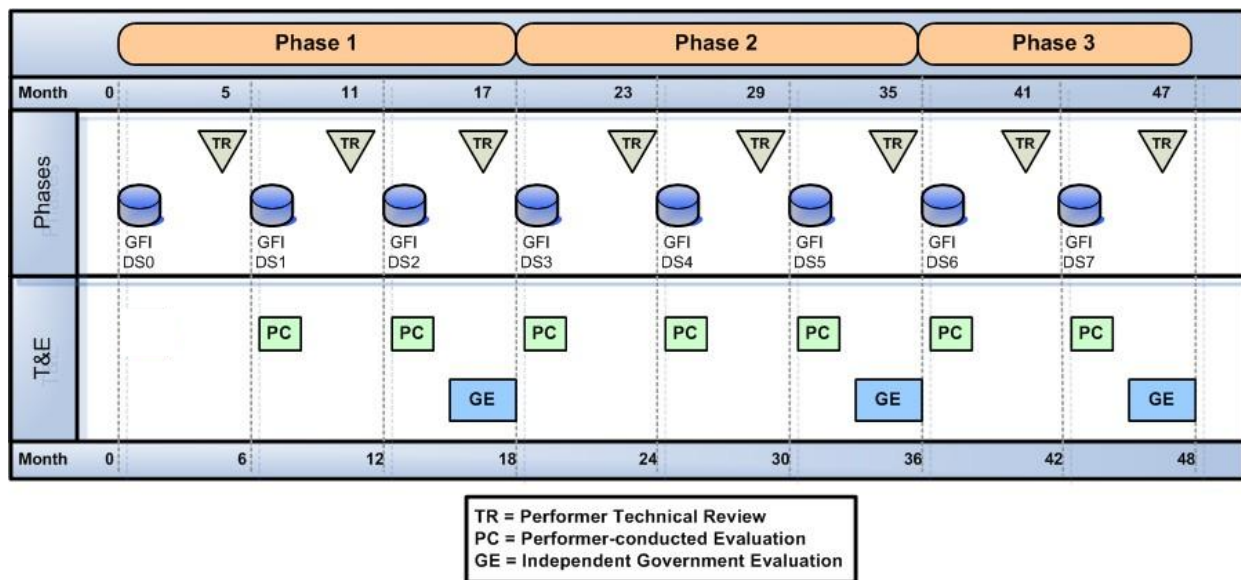 Phase 1 Phase 2 Phase 3
Month 0 5 11 17 23 29 35 41 47
Phases
TR TR TR TR TR TR TR TR
GFI GFI GFI GFI GFI GFI GFI GFI
DS0 DS1 DS2 DS3 DS4 DS5 DS6 DS7
T&E
PC PC PC PC PC PC PC
GE GE GE
Month 0 6 12 18 24 30 36 42 48
TR = Performer Technical Review
PC = Performer-conducted Evaluation
GE = Independent Government Evaluation